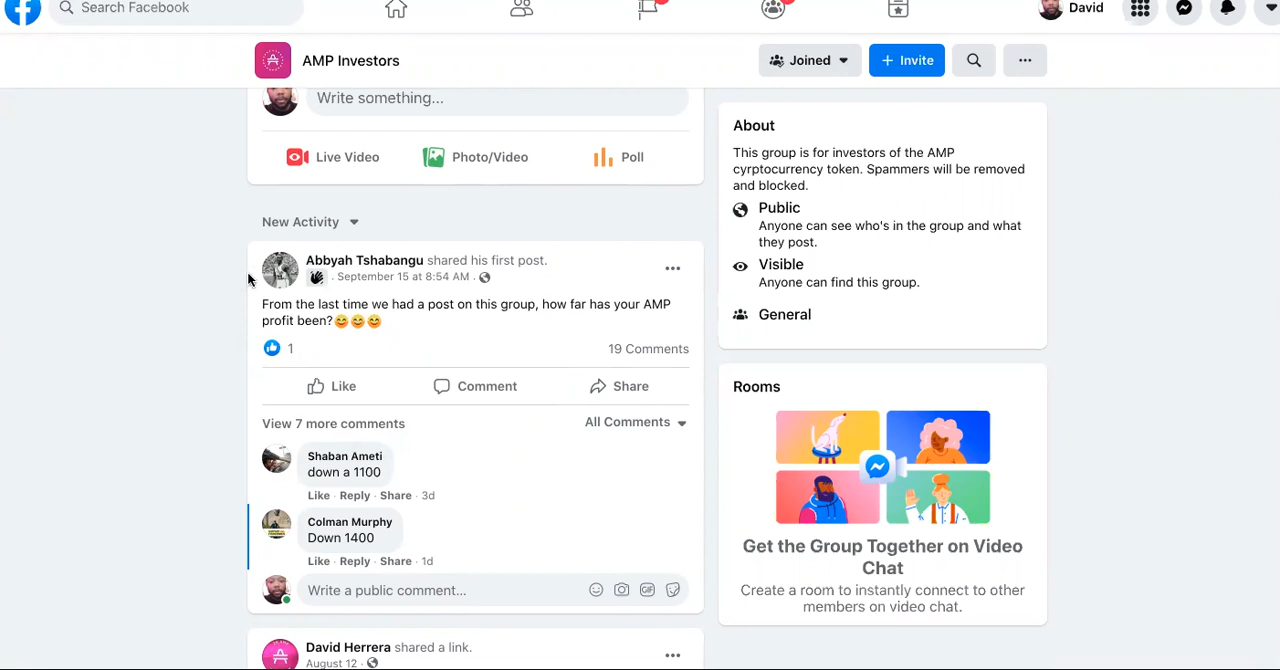 Search Facebook
David
AMP Investors
Joined
+ Invite
Write something...
Live Video
Photo/Video
Poll
New Activity
Abbyah Tshabangu shared his first post.
· September 15 at 8:54 AM ·
From the last time we had a post on this group, how far has your AMP
profit been?😊😊😊
1
19 Comments
Like
Comment
Share
View 7 more comments
All Comments
Shaban Ameti
down a 1100
Like · Reply · Share · 3d
Colman Murphy
Down 1400
Like · Reply · Share · 1d
Write a public comment...
GIF
David Herrera shared a link.
August 12 ·
About
This group is for investors of the AMP
cyrptocurrency token. Spammers will be removed
and blocked.
Public
Anyone can see who's in the group and what
they post.
Visible
Anyone can find this group.
General
Rooms
Get the Group Together on Video
Chat
Create a room to instantly connect to other
members on video chat.